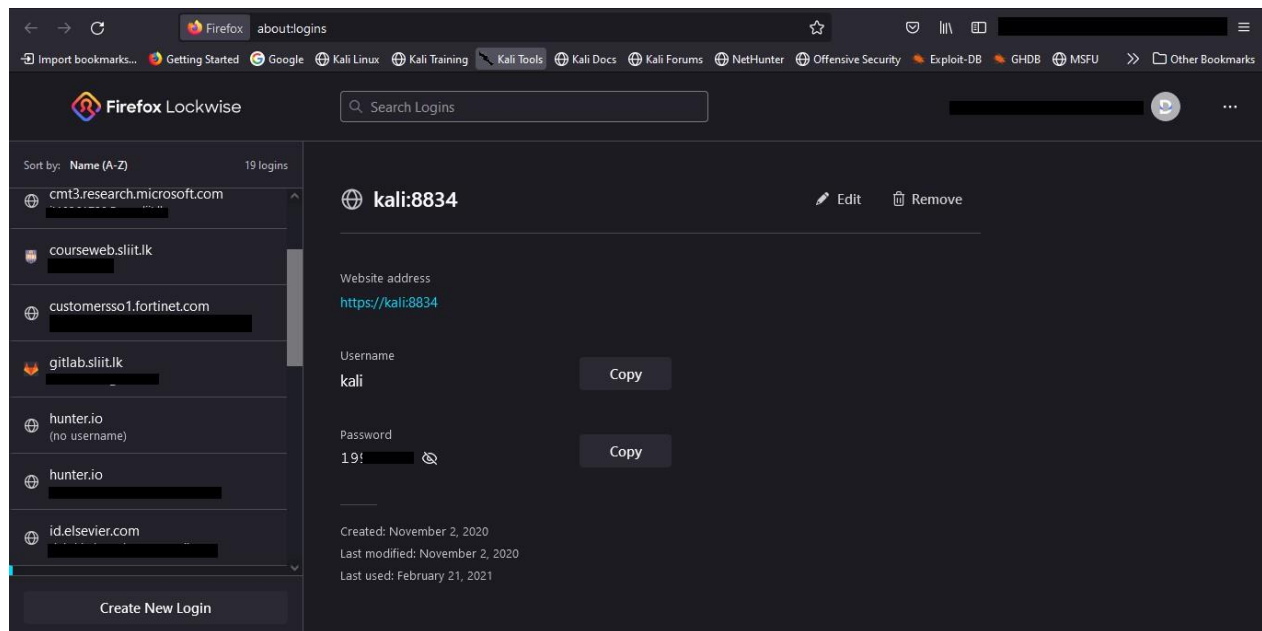 Firefox about:logins
Import bookmarks... Getting Started Google Kali Linux Kali Training Kali Tools Kali Docs Kali Forums NetHunter Offensive Security Exploit-DB GHDB MSFU Other Bookmarks
Firefox Lockwise
Search Logins
Sort by: Name (A-Z) 19 logins
cmt3.research.microsoft.com
courseweb.sliit.lk
customersso1.fortinet.com
gitlab.sliit.lk
hunter.io
(no username)
hunter.io
id.elsevier.com
Create New Login
kali:8834
Edit Remove
Website address
https://kali:8834
Username
kali
Copy
Password
Copy
Created: November 2, 2020
Last modified: November 2, 2020
Last used: February 21, 2021